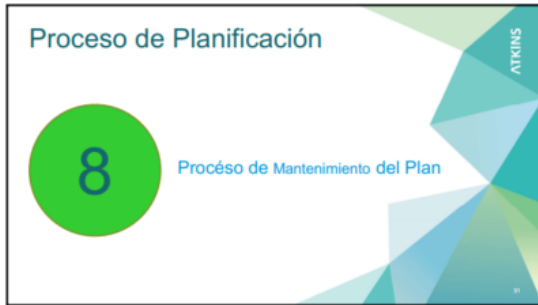 Proceso de Planificación
ATKINS
8
Procéso de Mantenimiento del Plan